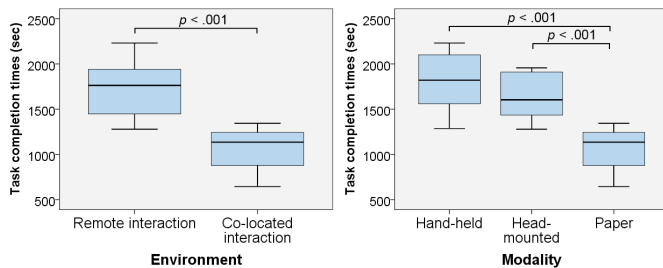 Task completion times (sec)
2500
2000
1500
1000
500
p < .001
Remote interaction
Co-located
interaction
Environment
Task completion times (sec)
2500
2000
1500
1000
500
p < .001
p < .001
Hand-held
Head-
mounted
Paper
Modality